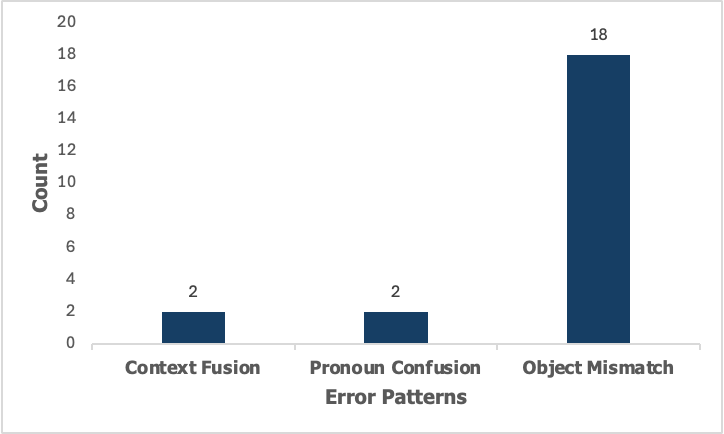 20
18
18
16
14
12
10
8
6
4
2
0
2
2
Count
Context Fusion
Pronoun Confusion
Object Mismatch
Error Patterns